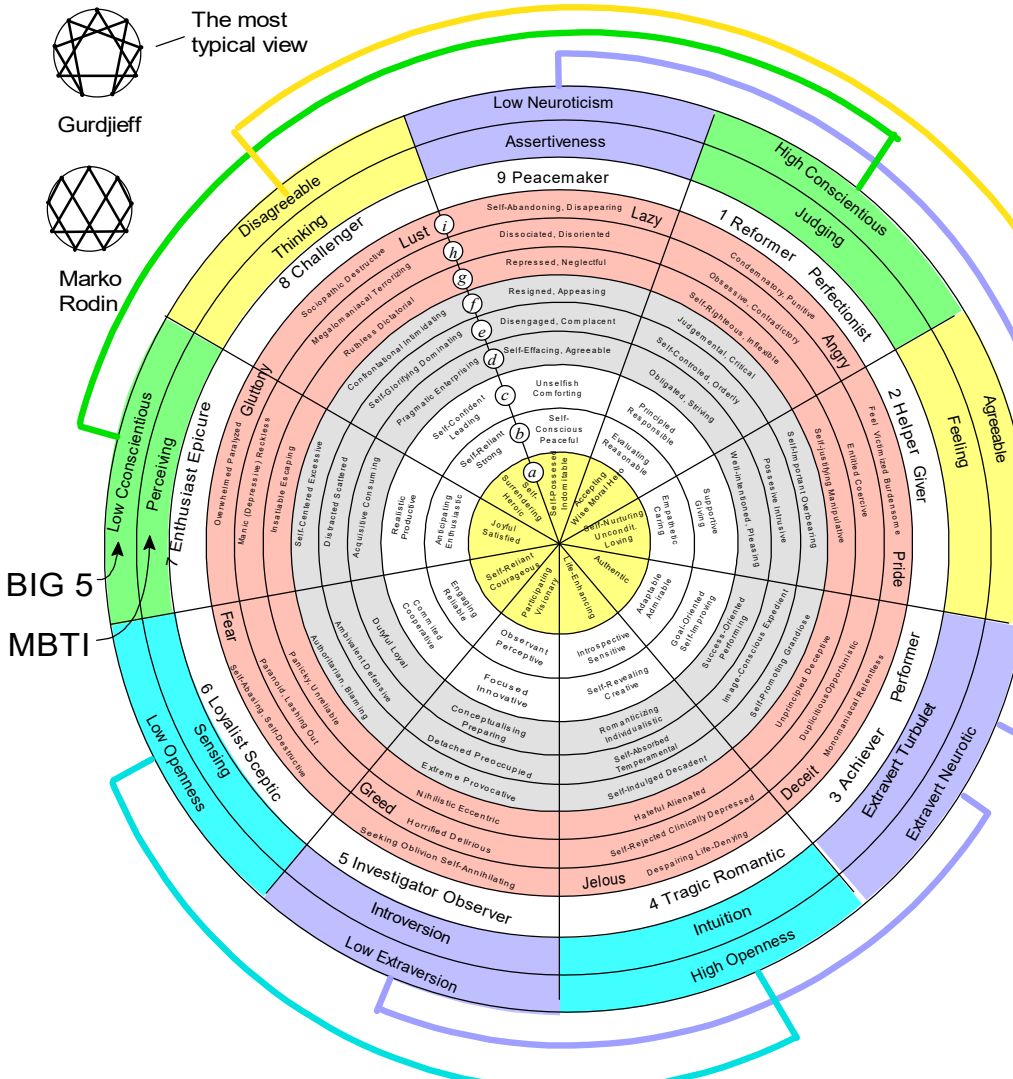 The most
typical view
Gurdjieff
Marko
Rodin
BIG 5
MBTI
Low Neuroticism
Assertiveness
9 Peacemaker
Lazy
Self-Abandoning, Disapearing
Dissociated, Disoriented
Repressed, Neglectful
Resigned, Appeasing
Disengaged, Complacent
Self-Effacing, Agreeable
Unselfish
Comforting
Self-
Conscious
Peaceful
Self-Possesed
Indomitable
High Conscientious
Judging
1 Reformer Perfectionist
Angry
Condemnatory, Punitive
Obsessive, Contradictory
Self-Righteous, Inflexible
Judgemental, Critical
Self-Controled, Orderly
Obligated, Striving
Principled
Responsible
Evaluating
Reasonable
Accepting
Wise Moral Hero
Agreeable
Feeling
2 Helper Giver
Pride
Feel Victimized Burdensome
Entitled Coercive
Self-Justifying Manipulative
Self-Important Overbearing
Possesive Intrusive
Well-intentioned, Pleasing
Supportive
Giving
Empathatic
Caring
Self-Nurturing
Uncondit.
Loving
Extravert Neurotic
Extravert Turbulet
3 Achiever Performer
Deceit
Monomaniacal Relentless
Duplicitous Opportunistic
Unprincipled Deceptive
Self-Promoting Grandiose
Image-Conscious Expedient
Success-Oriented
Performing
Goal-Oriented
Self-Improving
Adaptable
Admirable
Authentic
High Openness
Intuition
4 Tragic Romantic
Jelous
Despairing Life-Denying
Self-Rejected Clinically Depressed
Hateful Alienated
Self-Indulged Decadent
Self-Absorbed
Temperamental
Romanticizing
Individualistic
Self-Revealing
Creative
Introspective
Sensitive
Life-Enhancing
Low Extraversion
Introversion
5 Investigator Observer
Greed
Seeking Oblivion Self-Annihilating
Horrified Delirious
Nihilistic Eccentric
Extreme Provocative
Detached Preoccupied
Conceptualising
Preparing
Focused
Innovative
Observant
Perceptive
Participating
Visionary
Low Openness
Sensing
6 Loyalist Sceptic
Fear
Self-Abasing, Self-Destructive
Paranoid, Lashing Out
Panicky, Unreliable
Authoritarian, Blaming
Ambivalent Defensive
Dutyful Loyal
Commited
Cooperative
Engaging
Reliable
Self-Reliant
Courageous
Low Cconscientious
Perceiving
7 Enthusiast Epicure
Gluttony
Overwhelmed Paralyzed
Manic (Depressive) Reckless
Insatiable Escaping
Self-Centered Excessive
Distracted Scattered
Acquisitive Consuming
Realistic
Productive
Anticipating
Enthusiastic
Joyful
Satisfied
Disagreeable
Thinking
8 Challenger
Lust
Sociopathic Destructive
Megalomaniacal Terrorizing
Ruthless Dictatorial
Confrontational Intimidating
Self-Glorifying Dominating
Pragmatic Enterprising
Self-Confident
Leading
Self-Reliant
Strong
Self-
Surrendering
Heroic
i
h
g
f
e
d
c
b
a